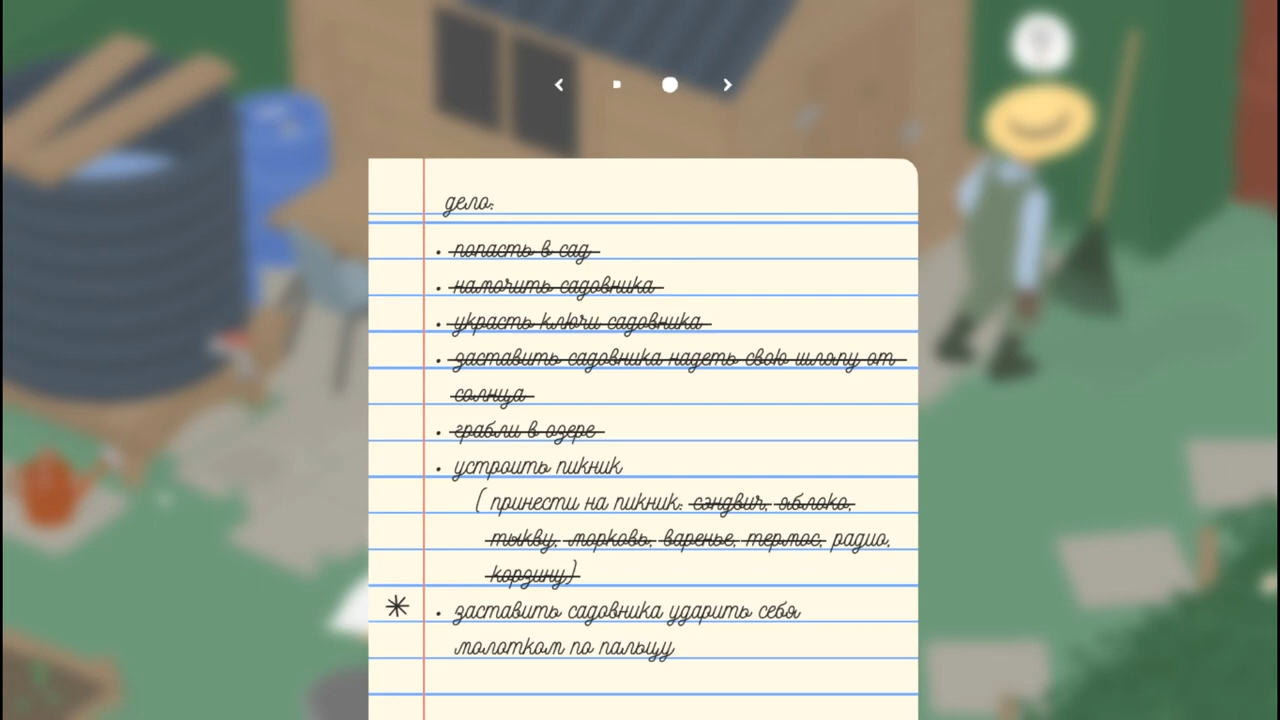 дело:
• попасть в сад
• намочить садовника
• украсть ключи садовника
• заставить садовника надеть свою шляпу от
солнца
• грабли в озере
• устроить пикник
( принести на пикник: сэндвич, яблоко,
тыкву, морковь, варенье, термос, радио,
корзину)
• заставить садовника ударить себя
молотком по пальцу